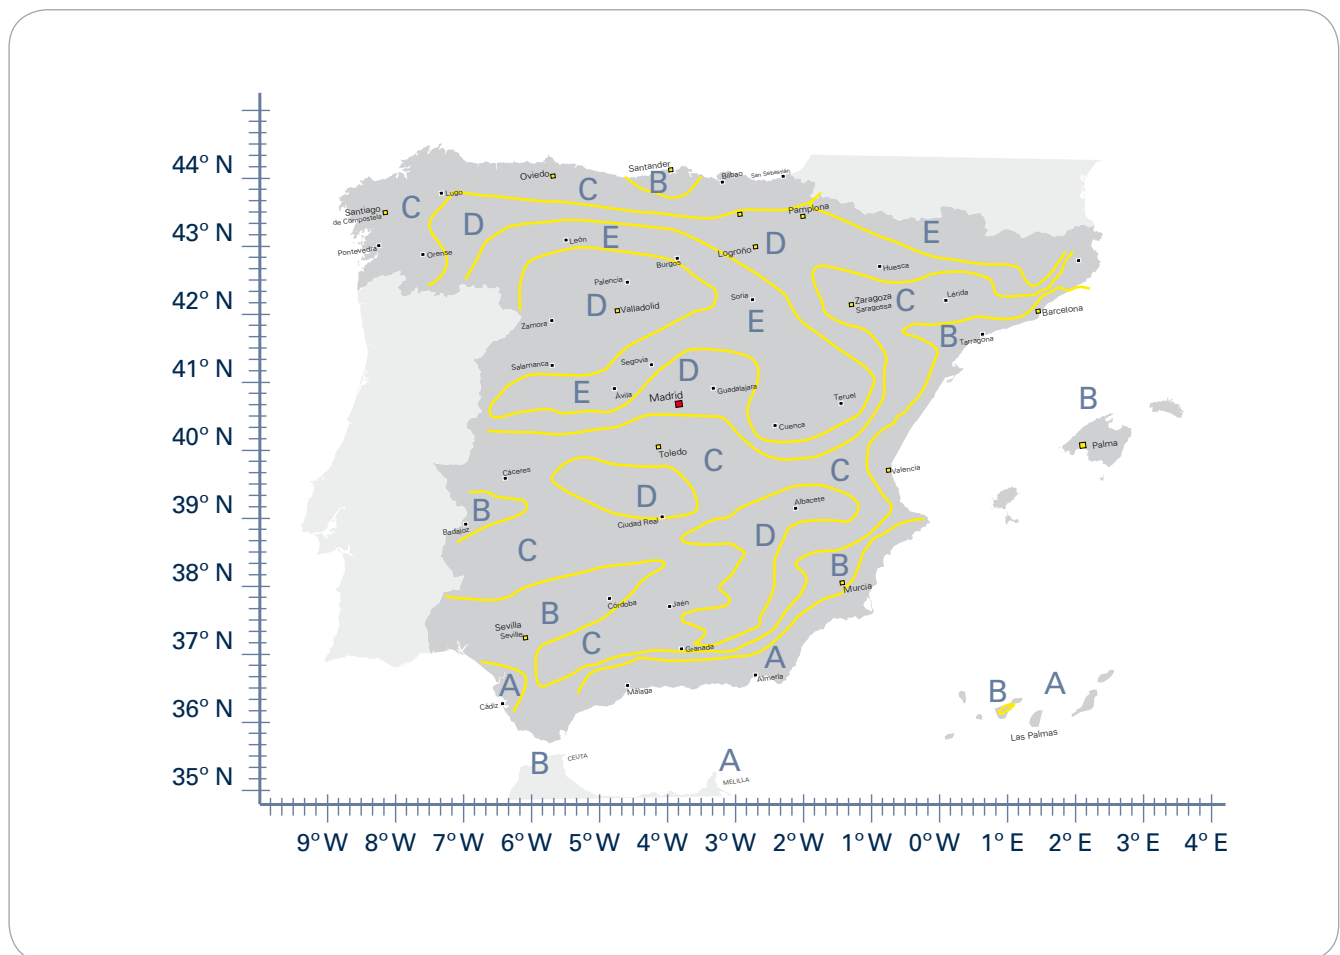 44° N
43° N
42° N
41° N
40° N
39° N
38° N
37° N
36° N
35° N
9°W 8°W 7°W 6°W 5°W 4°W 3°W 2°W 1°W 0°W 1° E 2° E 3° E 4° E
Santander
Oviedo
Bilbao
San Sebastián
B
C
Lugo
C
Santiago
de Compostela
Pamplona
D
E
León
Logroño
D
E
Pontevedra
Orense
Burgos
Huesca
Palencia
Soria
Zaragoza
Saragossa
C
Lérida
D
Valladolid
Barcelona
Zamora
E
B
Tarragona
Salamanca
Segovia
D
E
Ávila
Madrid
Guadalajara
Teruel
B
Cuenca
Palma
Toledo
C
Cáceres
C
Valencia
D
B
Albacete
Badajoz
Ciudad Real
D
C
B
Murcia
Córdoba
Jaén
B
Sevilla
Seville
C
Granada
A
Almería
A
Málaga
Cádiz
B
A
Las Palmas
B
CEUTA
A
MELILLA